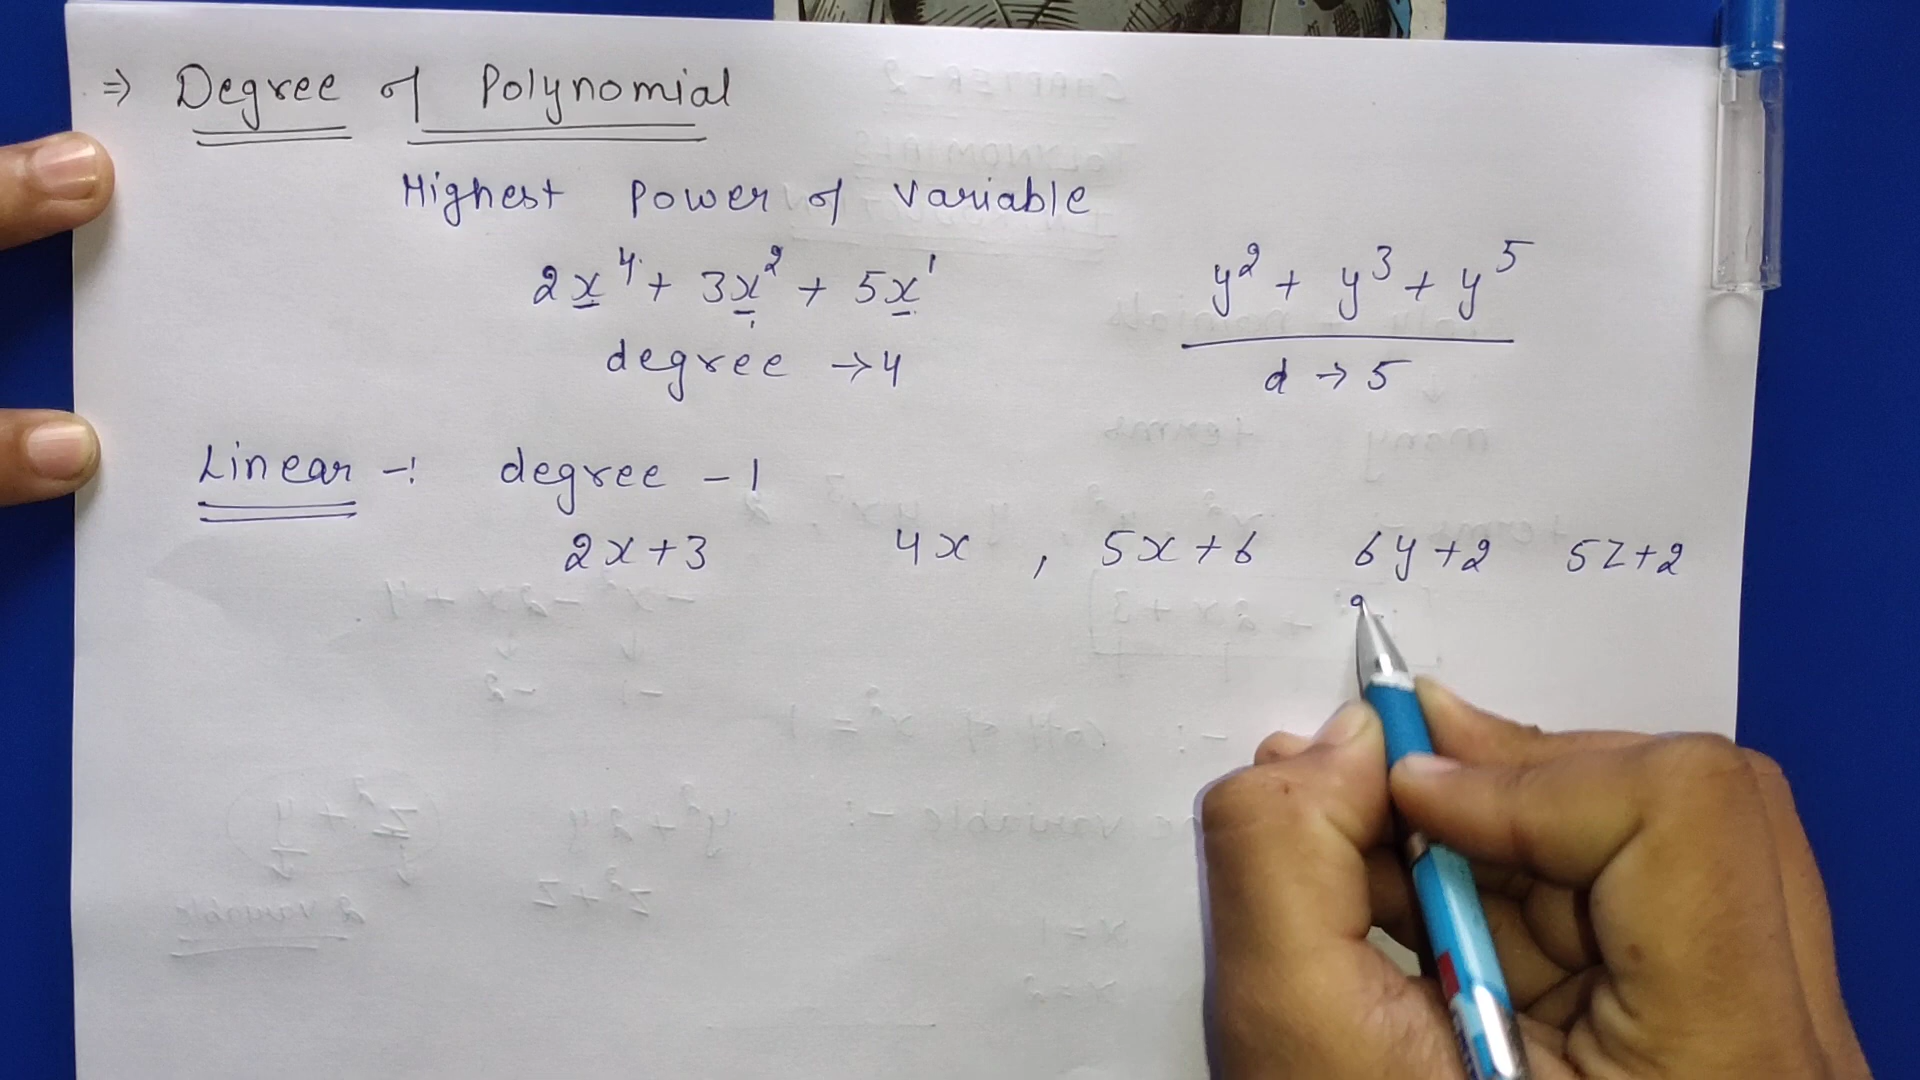 ⇒ Degree of Polynomial
Highest Power of Variable
2x⁴ + 3x² + 5x¹
degree → 4
y² + y³ + y⁵
d → 5
Linear -: degree - 1
2x+3 4x , 5x+6 6y+2 5z+2